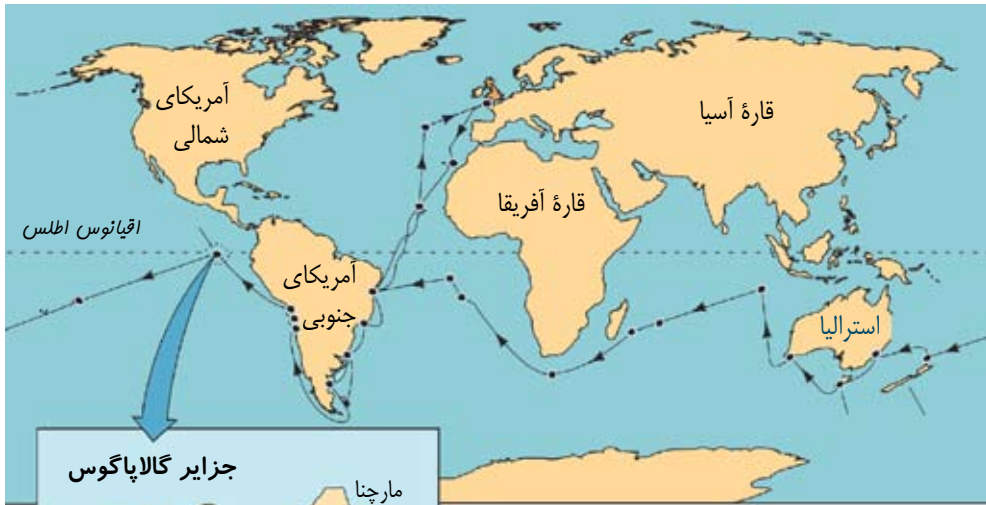 آمریکای
شمالی
قارهٔ آسیا
قارهٔ آفریقا
اقیانوس اطلس
آمریکای
جنوبی
استرالیا
جزایر گالاپاگوس
مارچنا